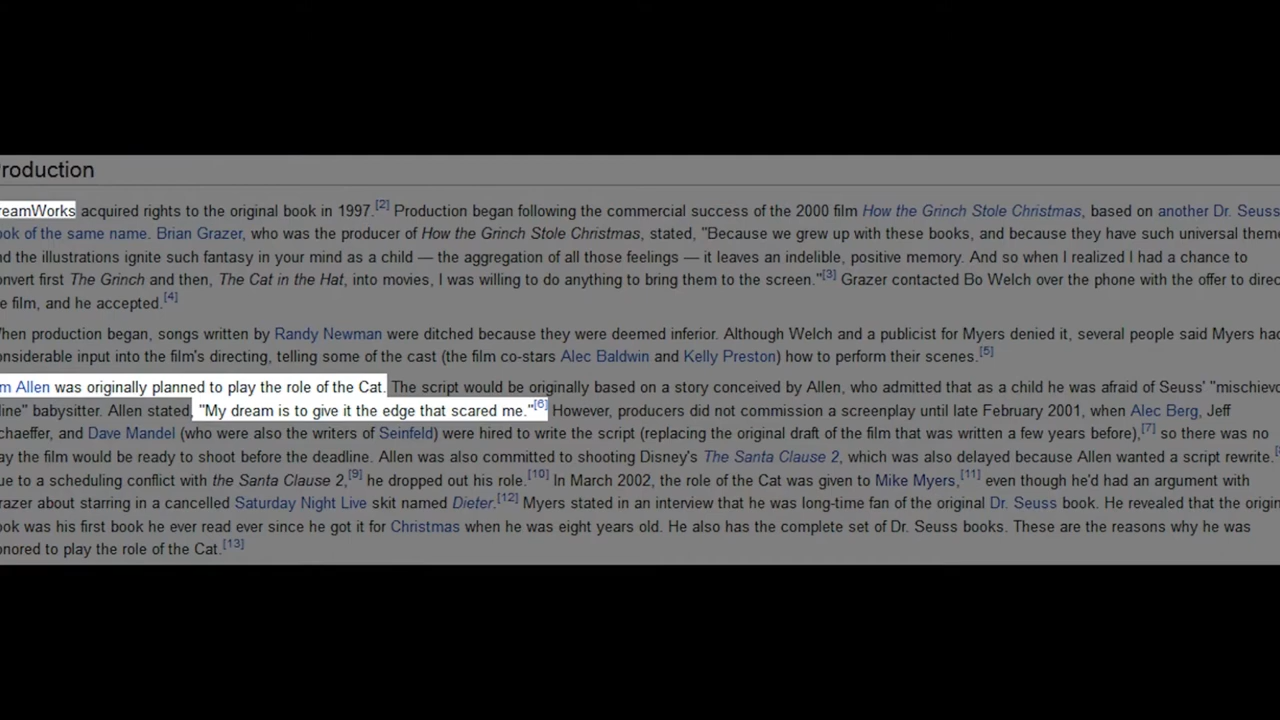 roduction
reamWorks acquired rights to the original book in 1997.[2] Production began following the commercial success of the 2000 film How the Grinch Stole Christmas, based on another Dr. Seuss
ook of the same name. Brian Grazer, who was the producer of How the Grinch Stole Christmas, stated, "Because we grew up with these books, and because they have such universal theme
nd the illustrations ignite such fantasy in your mind as a child — the aggregation of all those feelings — it leaves an indelible, positive memory. And so when I realized I had a chance to
onvert first The Grinch and then, The Cat in the Hat, into movies, I was willing to do anything to bring them to the screen."[3] Grazer contacted Bo Welch over the phone with the offer to direc
e film, and he accepted.[4]
hen production began, songs written by Randy Newman were ditched because they were deemed inferior. Although Welch and a publicist for Myers denied it, several people said Myers had
onsiderable input into the film's directing, telling some of the cast (the film co-stars Alec Baldwin and Kelly Preston) how to perform their scenes.[5]
m Allen was originally planned to play the role of the Cat. The script would be originally based on a story conceived by Allen, who admitted that as a child he was afraid of Seuss' "mischievo
line" babysitter. Allen stated, "My dream is to give it the edge that scared me."[6] However, producers did not commission a screenplay until late February 2001, when Alec Berg, Jeff
chaeffer, and Dave Mandel (who were also the writers of Seinfeld) were hired to write the script (replacing the original draft of the film that was written a few years before),[7] so there was no
ay the film would be ready to shoot before the deadline. Allen was also committed to shooting Disney's The Santa Clause 2, which was also delayed because Allen wanted a script rewrite.
ue to a scheduling conflict with the Santa Clause 2,[9] he dropped out his role.[10] In March 2002, the role of the Cat was given to Mike Myers,[11] even though he'd had an argument with
razer about starring in a cancelled Saturday Night Live skit named Dieter.[12] Myers stated in an interview that he was long-time fan of the original Dr. Seuss book. He revealed that the origin
ook was his first book he ever read ever since he got it for Christmas when he was eight years old. He also has the complete set of Dr. Seuss books. These are the reasons why he was
onored to play the role of the Cat.[13]